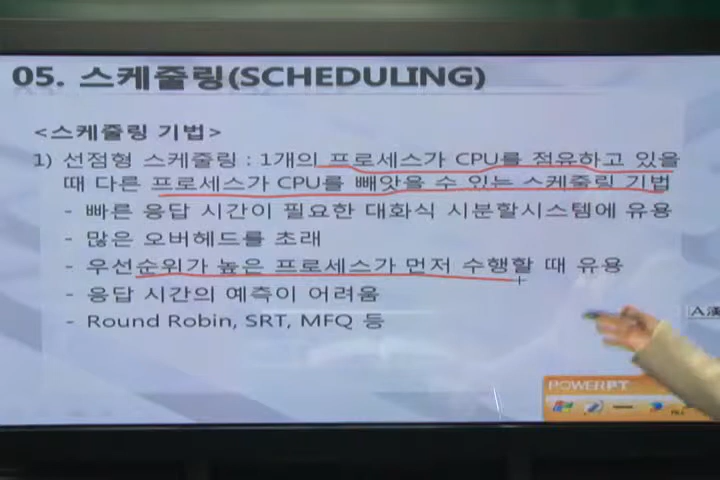 05. 스케줄링(SCHEDULING)
<스케줄링 기법>
1) 선점형 스케줄링 : 1개의 프로세스가 CPU를 점유하고 있을
때 다른 프로세스가 CPU를 빼앗을 수 있는 스케줄링 기법
- 빠른 응답 시간이 필요한 대화식 시분할시스템에 유용
- 많은 오버헤드를 초래
- 우선순위가 높은 프로세스가 먼저 수행할 때 유용
- 응답 시간의 예측이 어려움
- Round Robin, SRT, MFQ 등
A漢
POWERPT